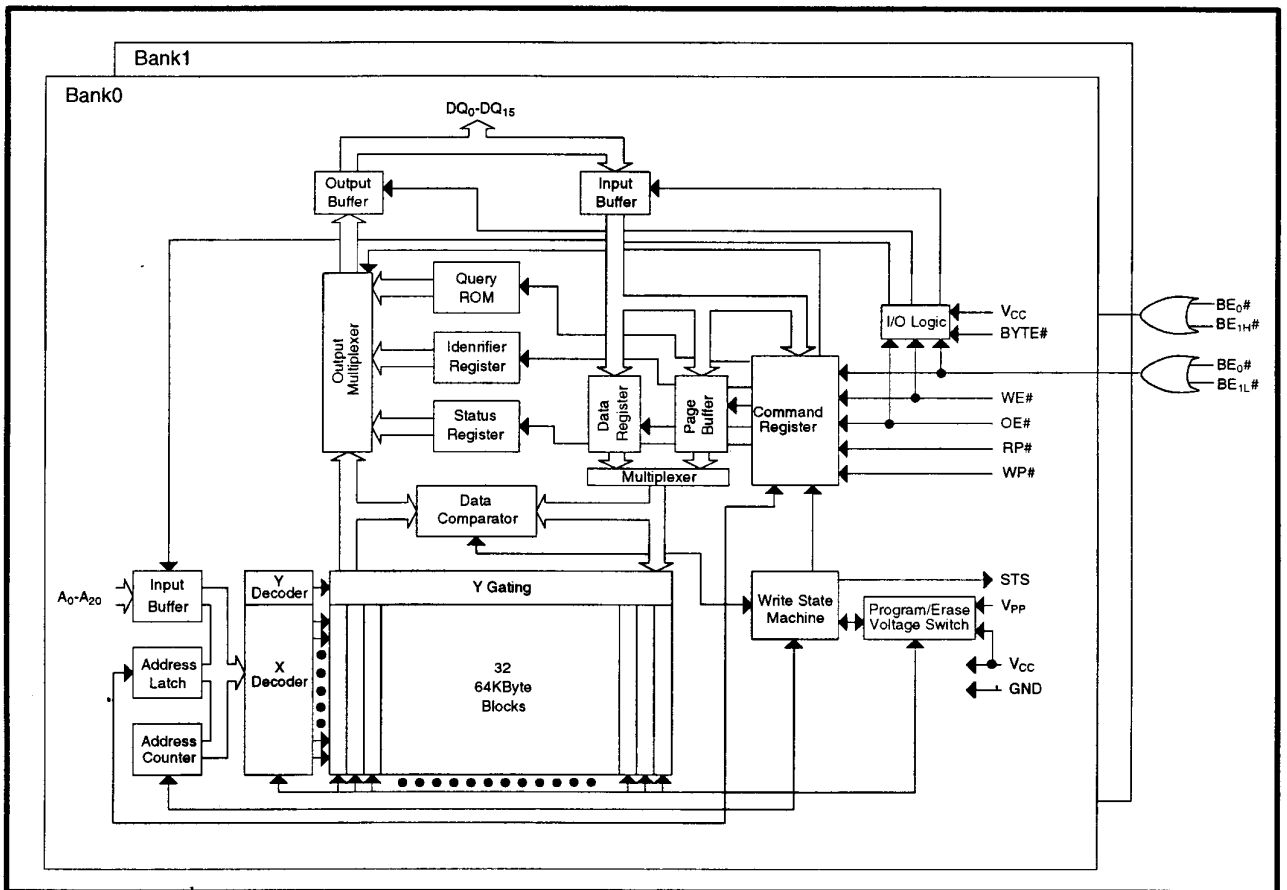 Bank1
Bank0
DQ0-DQ15
Output
Buffer
Input
Buffer
Output
Multiplexer
Query
ROM
Idenrifier
Register
Status
Register
Data
Register
Page
Buffer
Multiplexer
Command
Register
I/O Logic
VCC
BYTE#
BE0#
BE1H#
BE0#
BE1L#
WE#
OE#
RP#
WP#
Data
Comparator
A0-A20
Input
Buffer
Y
Decoder
Y Gating
Address
Latch
X
Decoder
32
64KByte
Blocks
Address
Counter
Write State
Machine
Program/Erase
Voltage Switch
STS
VPP
VCC
GND